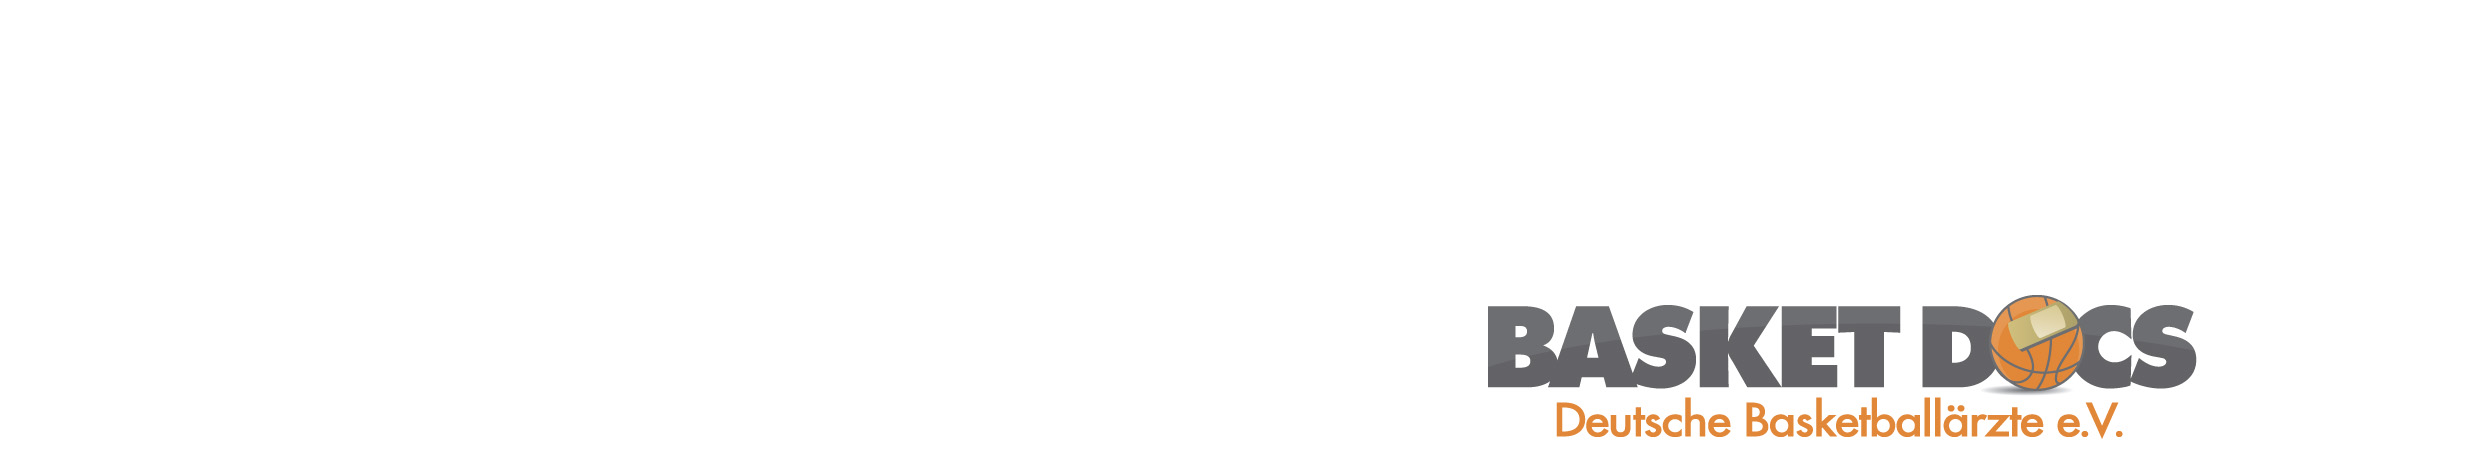 BASKET DOCS
Deutsche Basketballärzte e.V.